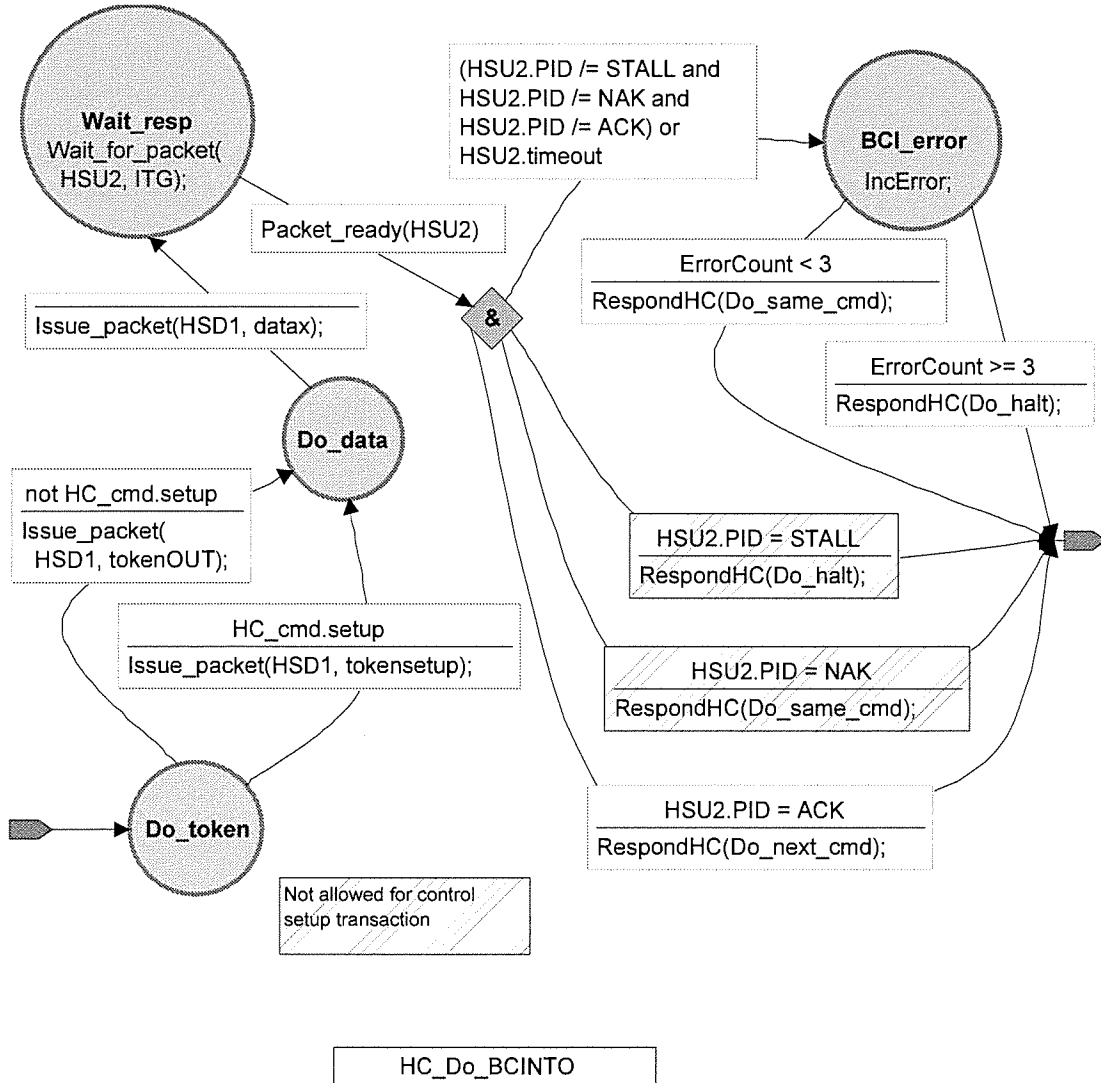 Wait_resp
Wait_for_packet(
HSU2, ITG);
(HSU2.PID /= STALL and
HSU2.PID /= NAK and
HSU2.PID /= ACK) or
HSU2.timeout
BCI_error
IncError;
Packet_ready(HSU2)
&
ErrorCount < 3
RespondHC(Do_same_cmd);
Issue_packet(HSD1, datax);
ErrorCount >= 3
RespondHC(Do_halt);
Do_data
not HC_cmd.setup
Issue_packet(
HSD1, tokenOUT);
HSU2.PID = STALL
RespondHC(Do_halt);
HC_cmd.setup
Issue_packet(HSD1, tokensetup);
HSU2.PID = NAK
RespondHC(Do_same_cmd);
Do_token
HSU2.PID = ACK
RespondHC(Do_next_cmd);
Not allowed for control
setup transaction
HC_Do_BCINTO